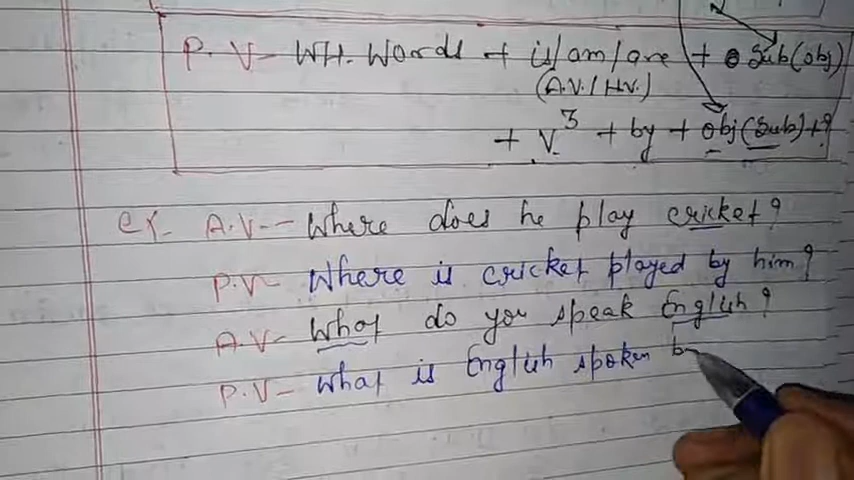 P.V- WH. Words + is/am/are + Sub(obj)
(A.V./H.V.)
+ V3 + by + obj(Sub)+?
ex- A.V-- Where does he play cricket?
P.V- Where is cricket played by him?
A.V- What do you speak English?
P.V- What is English spoken by